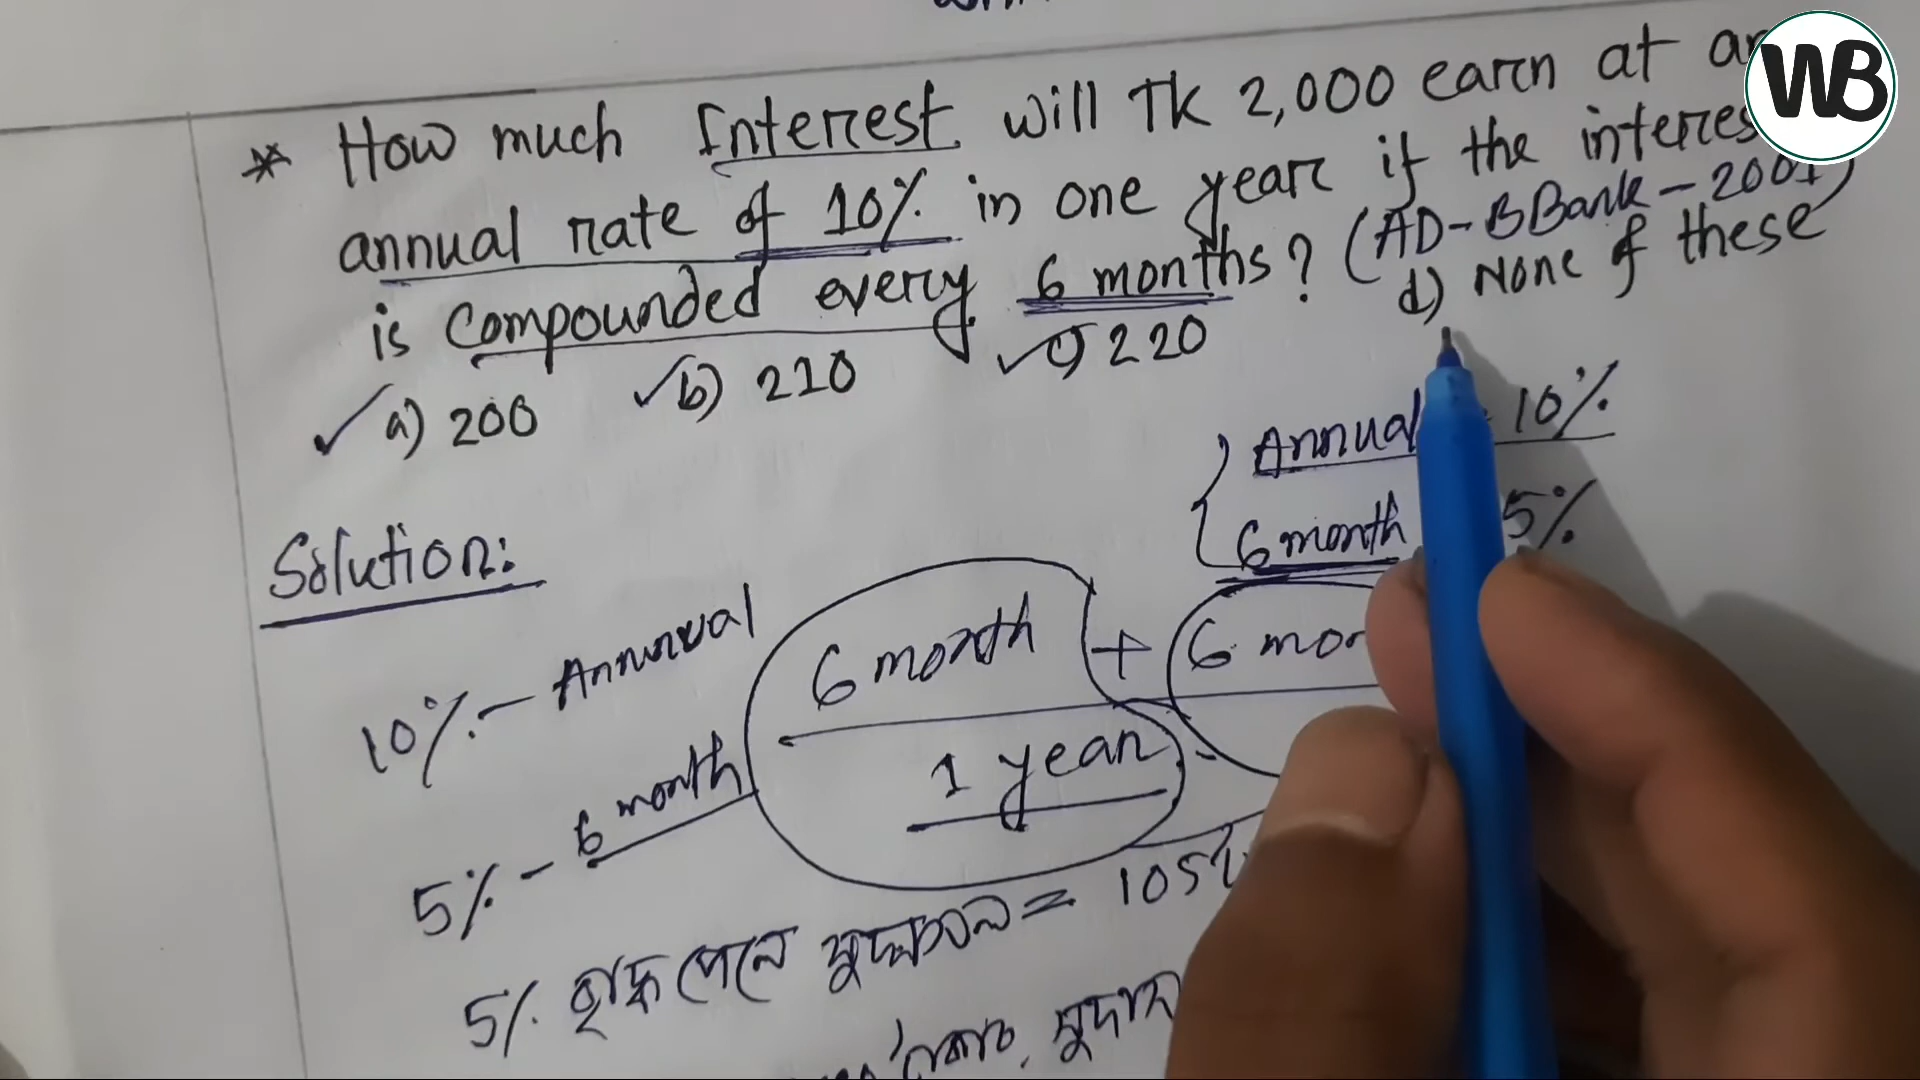 WB
* How much Interest will Tk 2,000 earn at an
annual rate of 10% in one year if the interes
is compounded every 6 months? (AD-BBank-2001)
a) 200 b) 210 c) 220 d) None of these
Annual 10%
6 month 5%
Solution:
10% - Annual
6 month + 6 mon
1 year
5% - 6 month
5% বৃদ্ধি পেলে = 105%